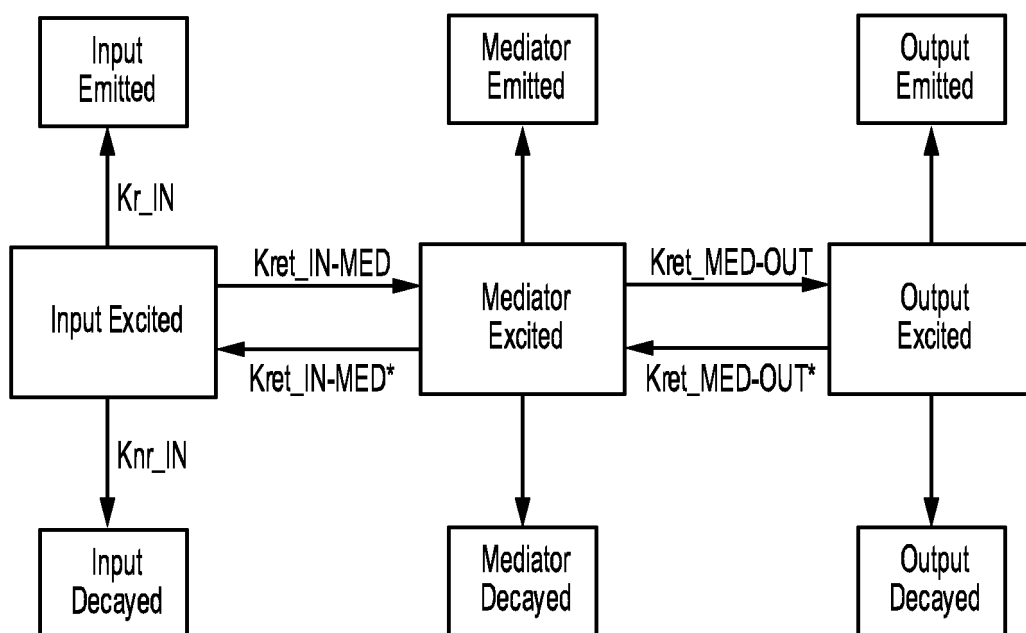 Input
Emitted
Mediator
Emitted
Output
Emitted
Kr_IN
Kret_IN-MED
Kret_MED-OUT
Input Excited
Mediator
Excited
Output
Excited
Kret_IN-MED*
Kret_MED-OUT*
Knr_IN
Input
Decayed
Mediator
Decayed
Output
Decayed